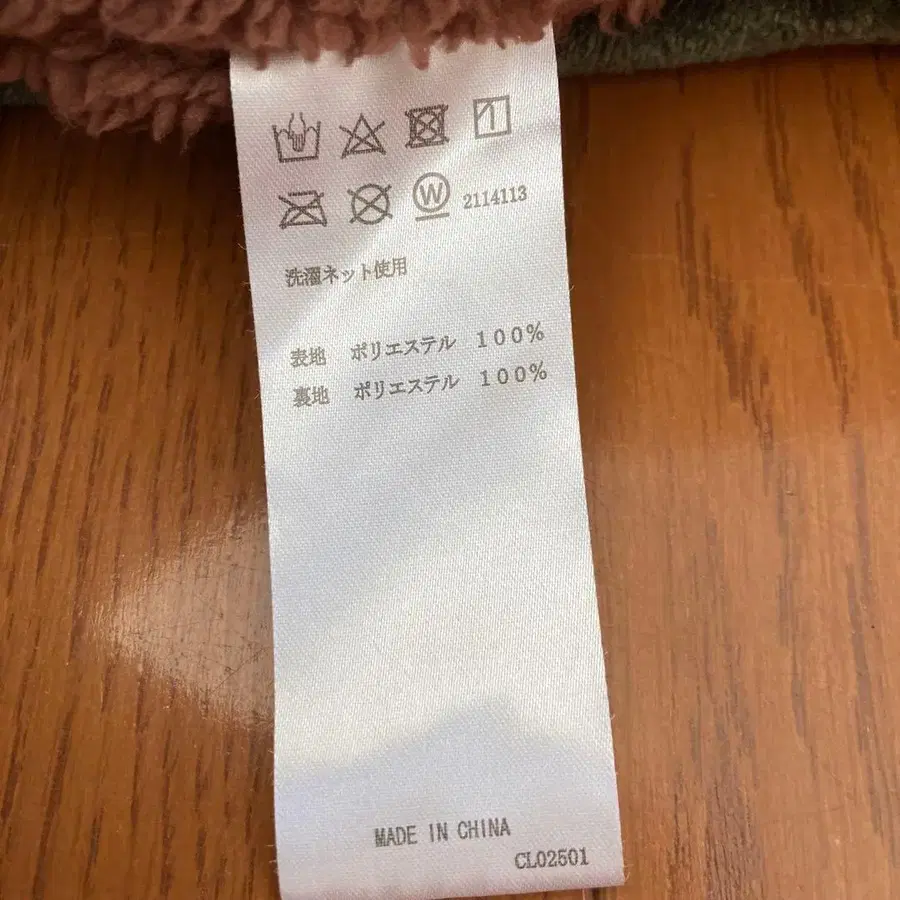 W 2114113
洗濯ネット使用
表地 ポリエステル 100%
裏地 ポリエステル 100%
MADE IN CHINA
CL02501